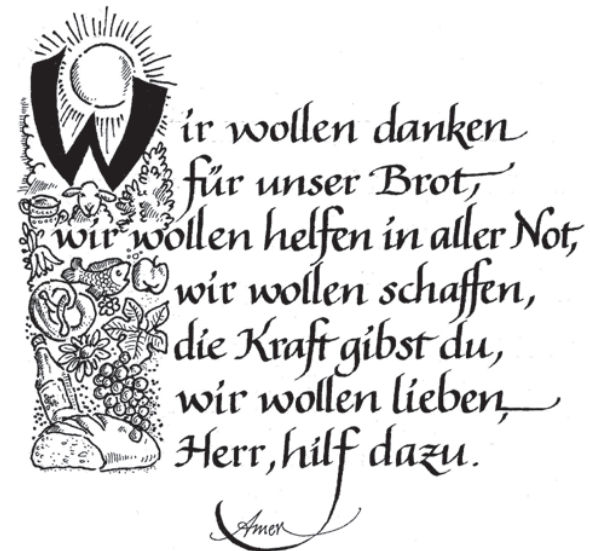 Wir wollen danken
für unser Brot,
wir wollen helfen in aller Not,
wir wollen schaffen,
die Kraft gibst du,
wir wollen lieben,
Herr, hilf dazu.
Amen